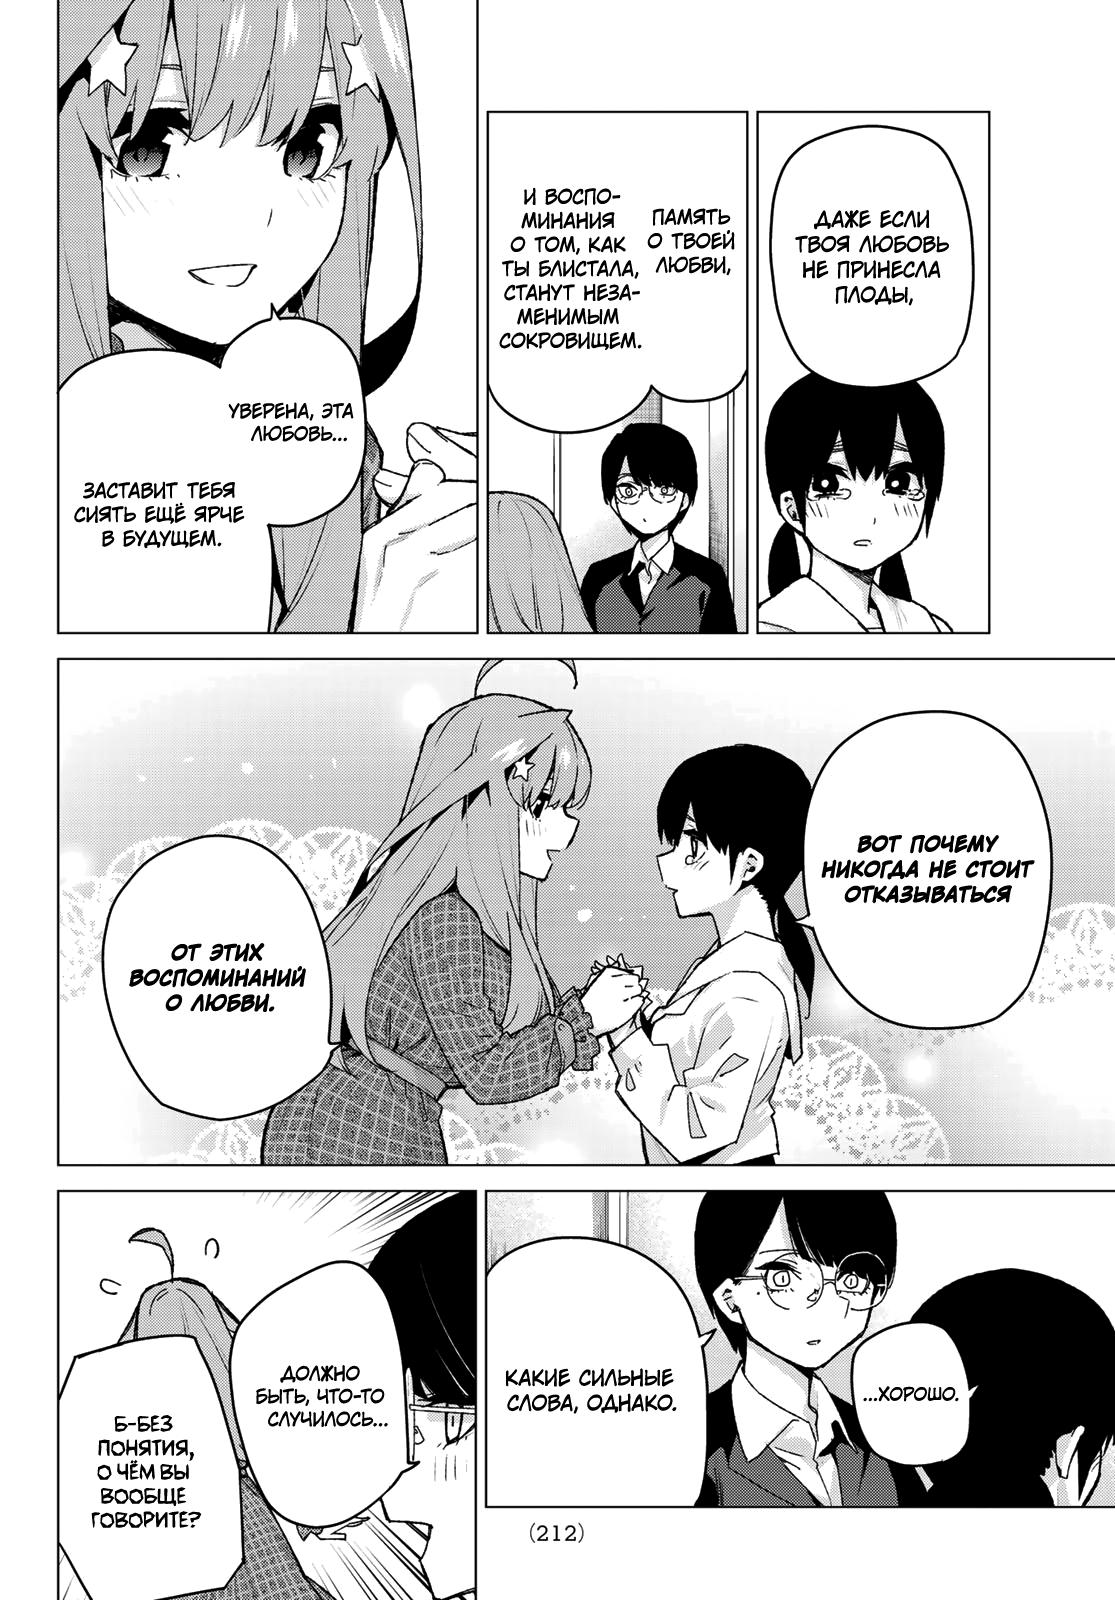 ДАЖЕ ЕСЛИ
ТВОЯ ЛЮБОВЬ
НЕ ПРИНЕСЛА
ПЛОДЫ,
ПАМЯТЬ
О ТВОЕЙ
ЛЮБВИ,
И ВОСПО-
МИНАНИЯ
О ТОМ, КАК
ТЫ БЛИСТАЛА,
СТАНУТ НЕЗА-
МЕНИМЫМ
СОКРОВИЩЕМ.
УВЕРЕНА, ЭТА
ЛЮБОВЬ...
ЗАСТАВИТ ТЕБЯ
СИЯТЬ ЕЩЁ ЯРЧЕ
В БУДУЩЕМ.
ВОТ ПОЧЕМУ
НИКОГДА НЕ СТОИТ
ОТКАЗЫВАТЬСЯ
ОТ ЭТИХ
ВОСПОМИНАНИЙ
О ЛЮБВИ.
...ХОРОШО.
КАКИЕ СИЛЬНЫЕ
СЛОВА, ОДНАКО.
ДОЛЖНО
БЫТЬ, ЧТО-ТО
СЛУЧИЛОСЬ...
Б-БЕЗ
ПОНЯТИЯ,
О ЧЁМ ВЫ
ВООБЩЕ
ГОВОРИТЕ?
(212)